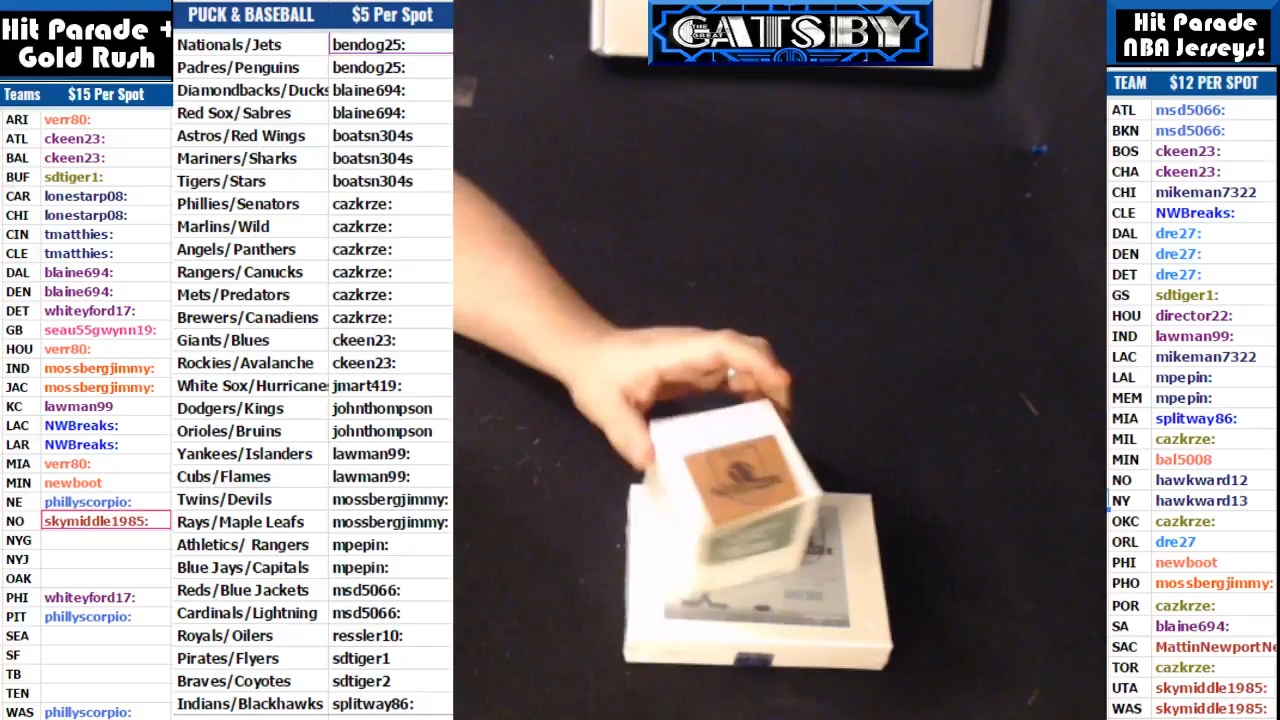 Hit Parade +
Gold Rush
Teams $15 Per Spot
ARI verr80:
ATL ckeen23:
BAL ckeen23:
BUF sdtiger1:
CAR lonestarp08:
CHI lonestarp08:
CIN tmatthies:
CLE tmatthies:
DAL blaine694:
DEN blaine694:
DET whiteyford17:
GB seau55gwynn19:
HOU verr80:
IND mossbergjimmy:
JAC mossbergjimmy:
KC lawman99
LAC NWBreaks:
LAR NWBreaks:
MIA verr80:
MIN newboot
NE phillyscorpio:
NO skymiddle1985:
NYG
NYJ
OAK
PHI whiteyford17:
PIT phillyscorpio:
SEA
SF
TB
TEN
WAS phillyscorpio:
PUCK & BASEBALL $5 Per Spot
Nationals/Jets bendog25:
Padres/Penguins bendog25:
Diamondbacks/Ducks blaine694:
Red Sox/Sabres blaine694:
Astros/Red Wings boatsn304s
Mariners/Sharks boatsn304s
Tigers/Stars boatsn304s
Phillies/Senators cazkrze:
Marlins/Wild cazkrze:
Angels/Panthers cazkrze:
Rangers/Canucks cazkrze:
Mets/Predators cazkrze:
Brewers/Canadiens cazkrze:
Giants/Blues ckeen23:
Rockies/Avalanche ckeen23:
White Sox/Hurricane jmart419:
Dodgers/Kings johnthompson
Orioles/Bruins johnthompson
Yankees/Islanders lawman99:
Cubs/Flames lawman99:
Twins/Devils mossbergjimmy:
Rays/Maple Leafs mossbergjimmy:
Athletics/ Rangers mpepin:
Blue Jays/Capitals mpepin:
Reds/Blue Jackets msd5066:
Cardinals/Lightning msd5066:
Royals/Oilers ressler10:
Pirates/Flyers sdtiger1
Braves/Coyotes sdtiger2
Indians/Blackhawks splitway86:
THE GREAT
GATSBY
Hit Parade
NBA Jerseys!
TEAM $12 PER SPOT
ATL msd5066:
BKN msd5066:
BOS ckeen23:
CHA ckeen23:
CHI mikeman7322
CLE NWBreaks:
DAL dre27:
DEN dre27:
DET dre27:
GS sdtiger1:
HOU director22:
IND lawman99:
LAC mikeman7322
LAL mpepin:
MEM mpepin:
MIA splitway86:
MIL cazkrze:
MIN bal5008
NO hawkward12
NY hawkward13
OKC cazkrze:
ORL dre27
PHI newboot
PHO mossbergjimmy:
POR cazkrze:
SA blaine694:
SAC MattinNewportNe
TOR cazkrze:
UTA skymiddle1985:
WAS skymiddle1985: